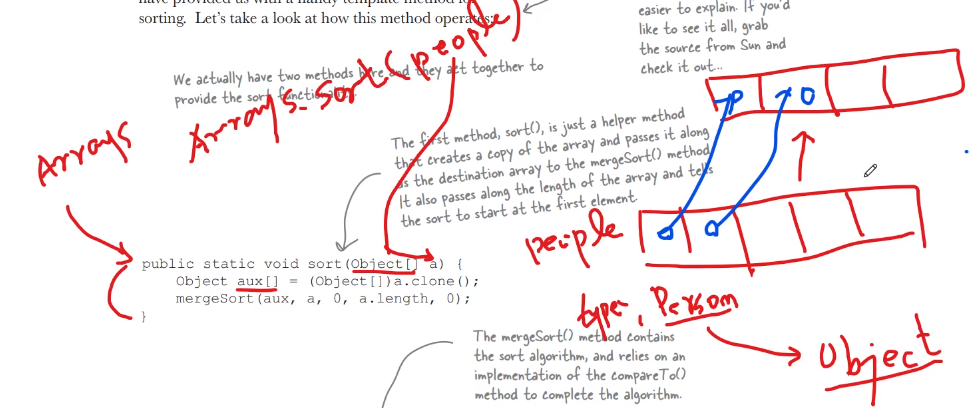 have provided us with a handy template method to
sorting. Let's take a look at how this method operates:
easier to explain. If you'd
like to see it all, grab
the source from Sun and
check it out...
We actually have two methods here and they act together to
provide the sort functionality.
Arrays.sort(people)
Arrays
The first method, sort(), is just a helper method
that creates a copy of the array and passes it along
as the destination array to the mergeSort() method.
It also passes along the length of the array and tells
the sort to start at the first element.
people
public static void sort(Object[] a) {
Object aux[] = (Object[])a.clone();
mergeSort(aux, a, 0, a.length, 0);
}
type, Person
Object
The mergeSort() method contains
the sort algorithm, and relies on an
implementation of the compareTo()
method to complete the algorithm.